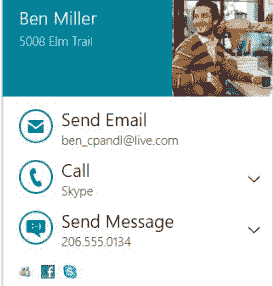 Ben Miller
5008 Elm Trail
Send Email
ben_cpandl@live.com
Call
Skype
Send Message
206.555.0134